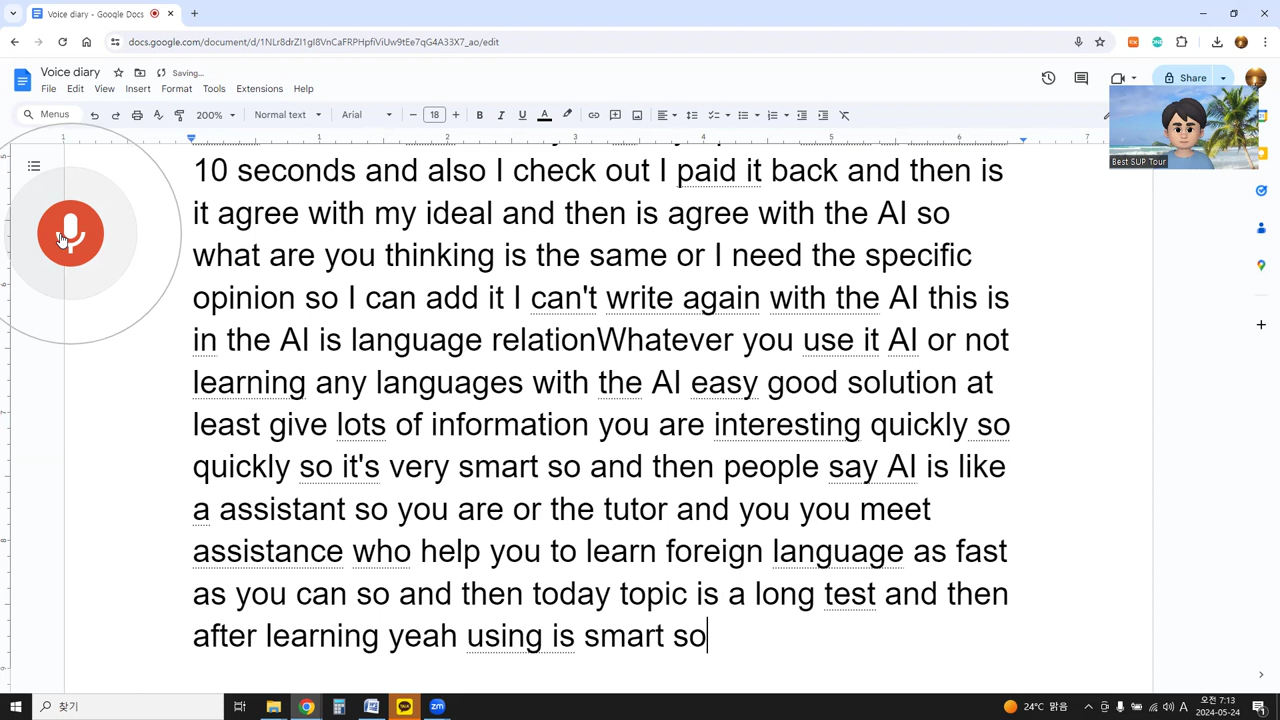 Voice diary - Google Docs
docs.google.com/document/d/1NLr8drZI1gI8VnCaFRPHpfiViUw9tEe7qG4A33X7_ao/edit
Voice diary
Saving...
File Edit View Insert Format Tools Extensions Help
Share
Menus
200%
Normal text
Arial
18
B I U A
1 1 2 3 4 5 6 7
Best SUP Tour
10 seconds and also I check out I paid it back and then is
it agree with my ideal and then is agree with the AI so
what are you thinking is the same or I need the specific
opinion so I can add it I can't write again with the AI this is
in the AI is language relationWhatever you use it AI or not
learning any languages with the AI easy good solution at
least give lots of information you are interesting quickly so
quickly so it's very smart so and then people say AI is like
a assistant so you are or the tutor and you you meet
assistance who help you to learn foreign language as fast
as you can so and then today topic is a long test and then
after learning yeah using is smart so
찾기
24°C 맑음
A
오전 7:13
2024-05-24